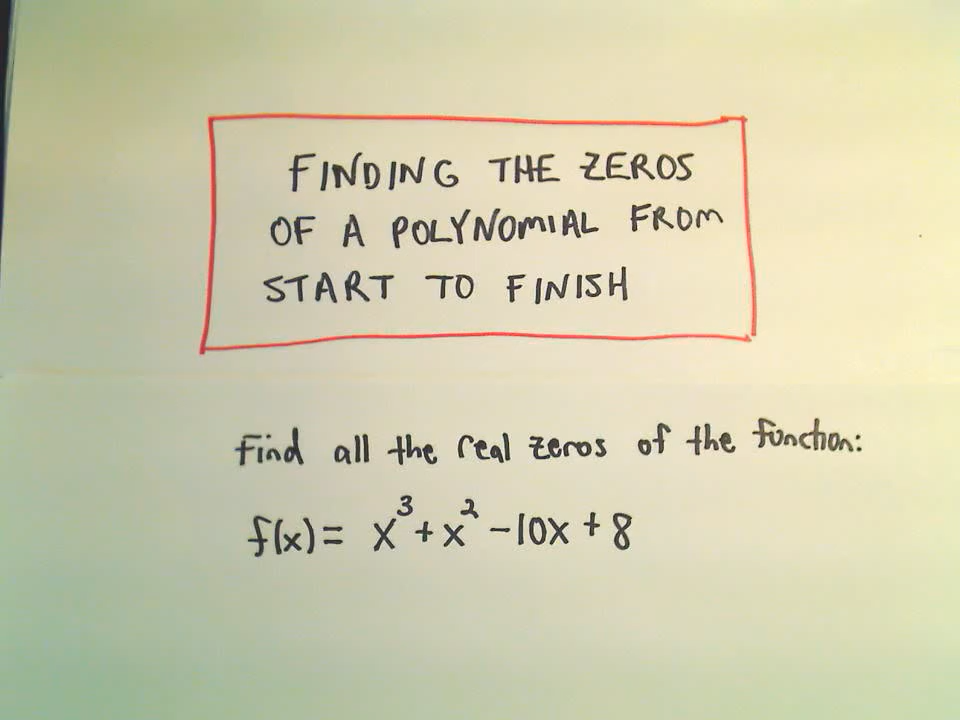 FINDING THE ZEROS
OF A POLYNOMIAL FROM
START TO FINISH
Find all the real zeros of the function:
f(x) = x³ + x² - 10x + 8